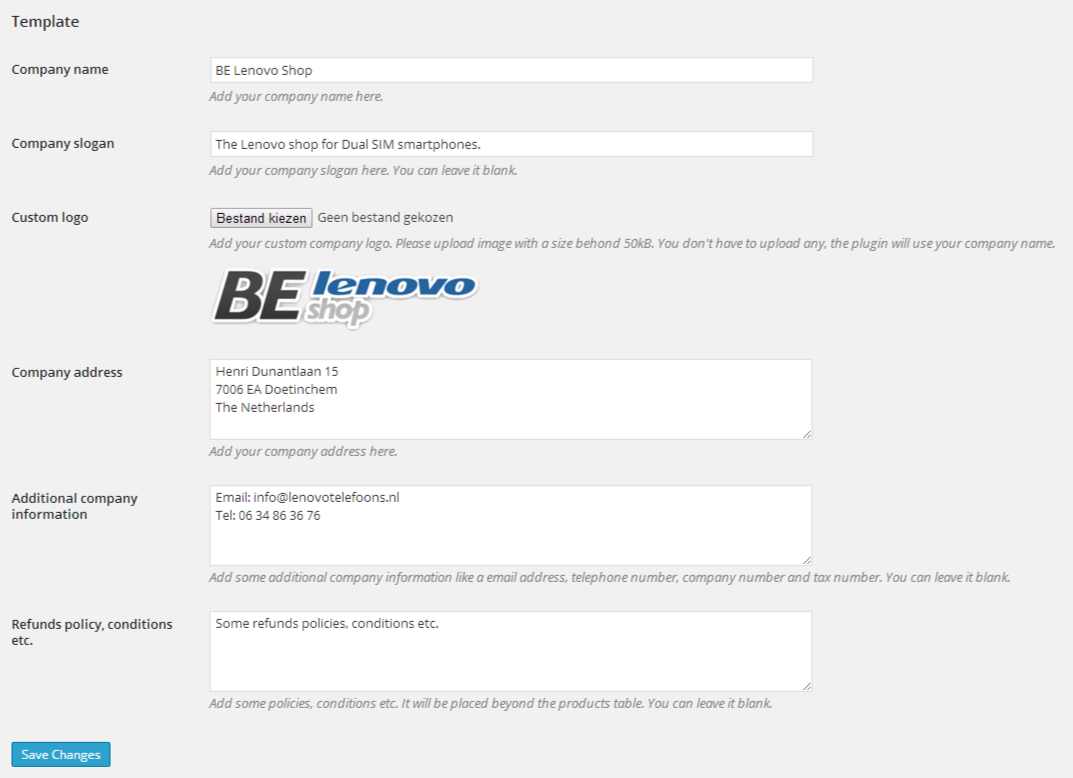 Template
Company name
BE Lenovo Shop
Add your company name here.
Company slogan
The Lenovo shop for Dual SIM smartphones.
Add your company slogan here. You can leave it blank.
Custom logo
Bestand kiezen Geen bestand gekozen
Add your custom company logo. Please upload image with a size behond 50kB. You don't have to upload any, the plugin will use your company name.
BE lenovo
shop
Company address
Henri Dunantlaan 15
7006 EA Doetinchem
The Netherlands
Add your company address here.
Additional company
information
Email: info@lenovotelefoons.nl
Tel: 06 34 86 36 76
Add some additional company information like a email address, telephone number, company number and tax number. You can leave it blank.
Refunds policy, conditions
etc.
Some refunds policies, conditions etc.
Add some policies, conditions etc. It will be placed beyond the products table. You can leave it blank.
Save Changes